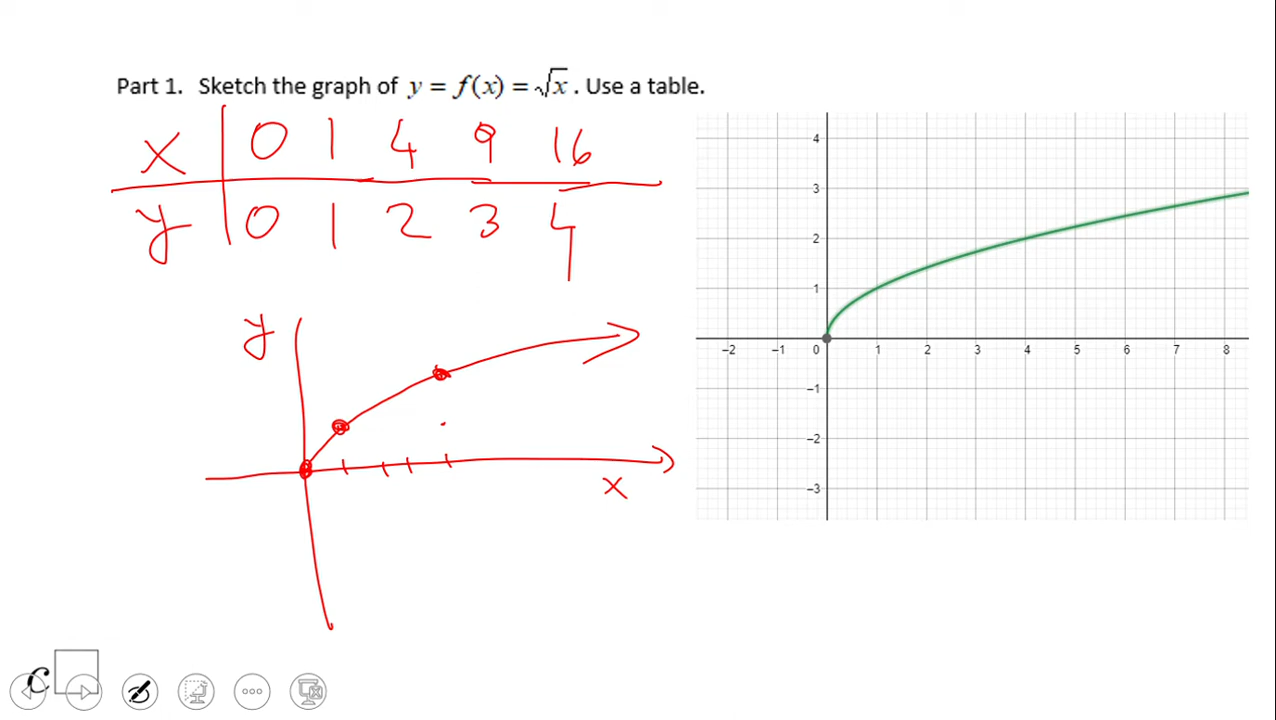 Part 1. Sketch the graph of y = f(x) = √x. Use a table.
x 0 1 4 9 16
y 0 1 2 3 4
y
x
4
3
2
1
-2 -1 0 1 2 3 4 5 6 7 8
-1
-2
-3
C